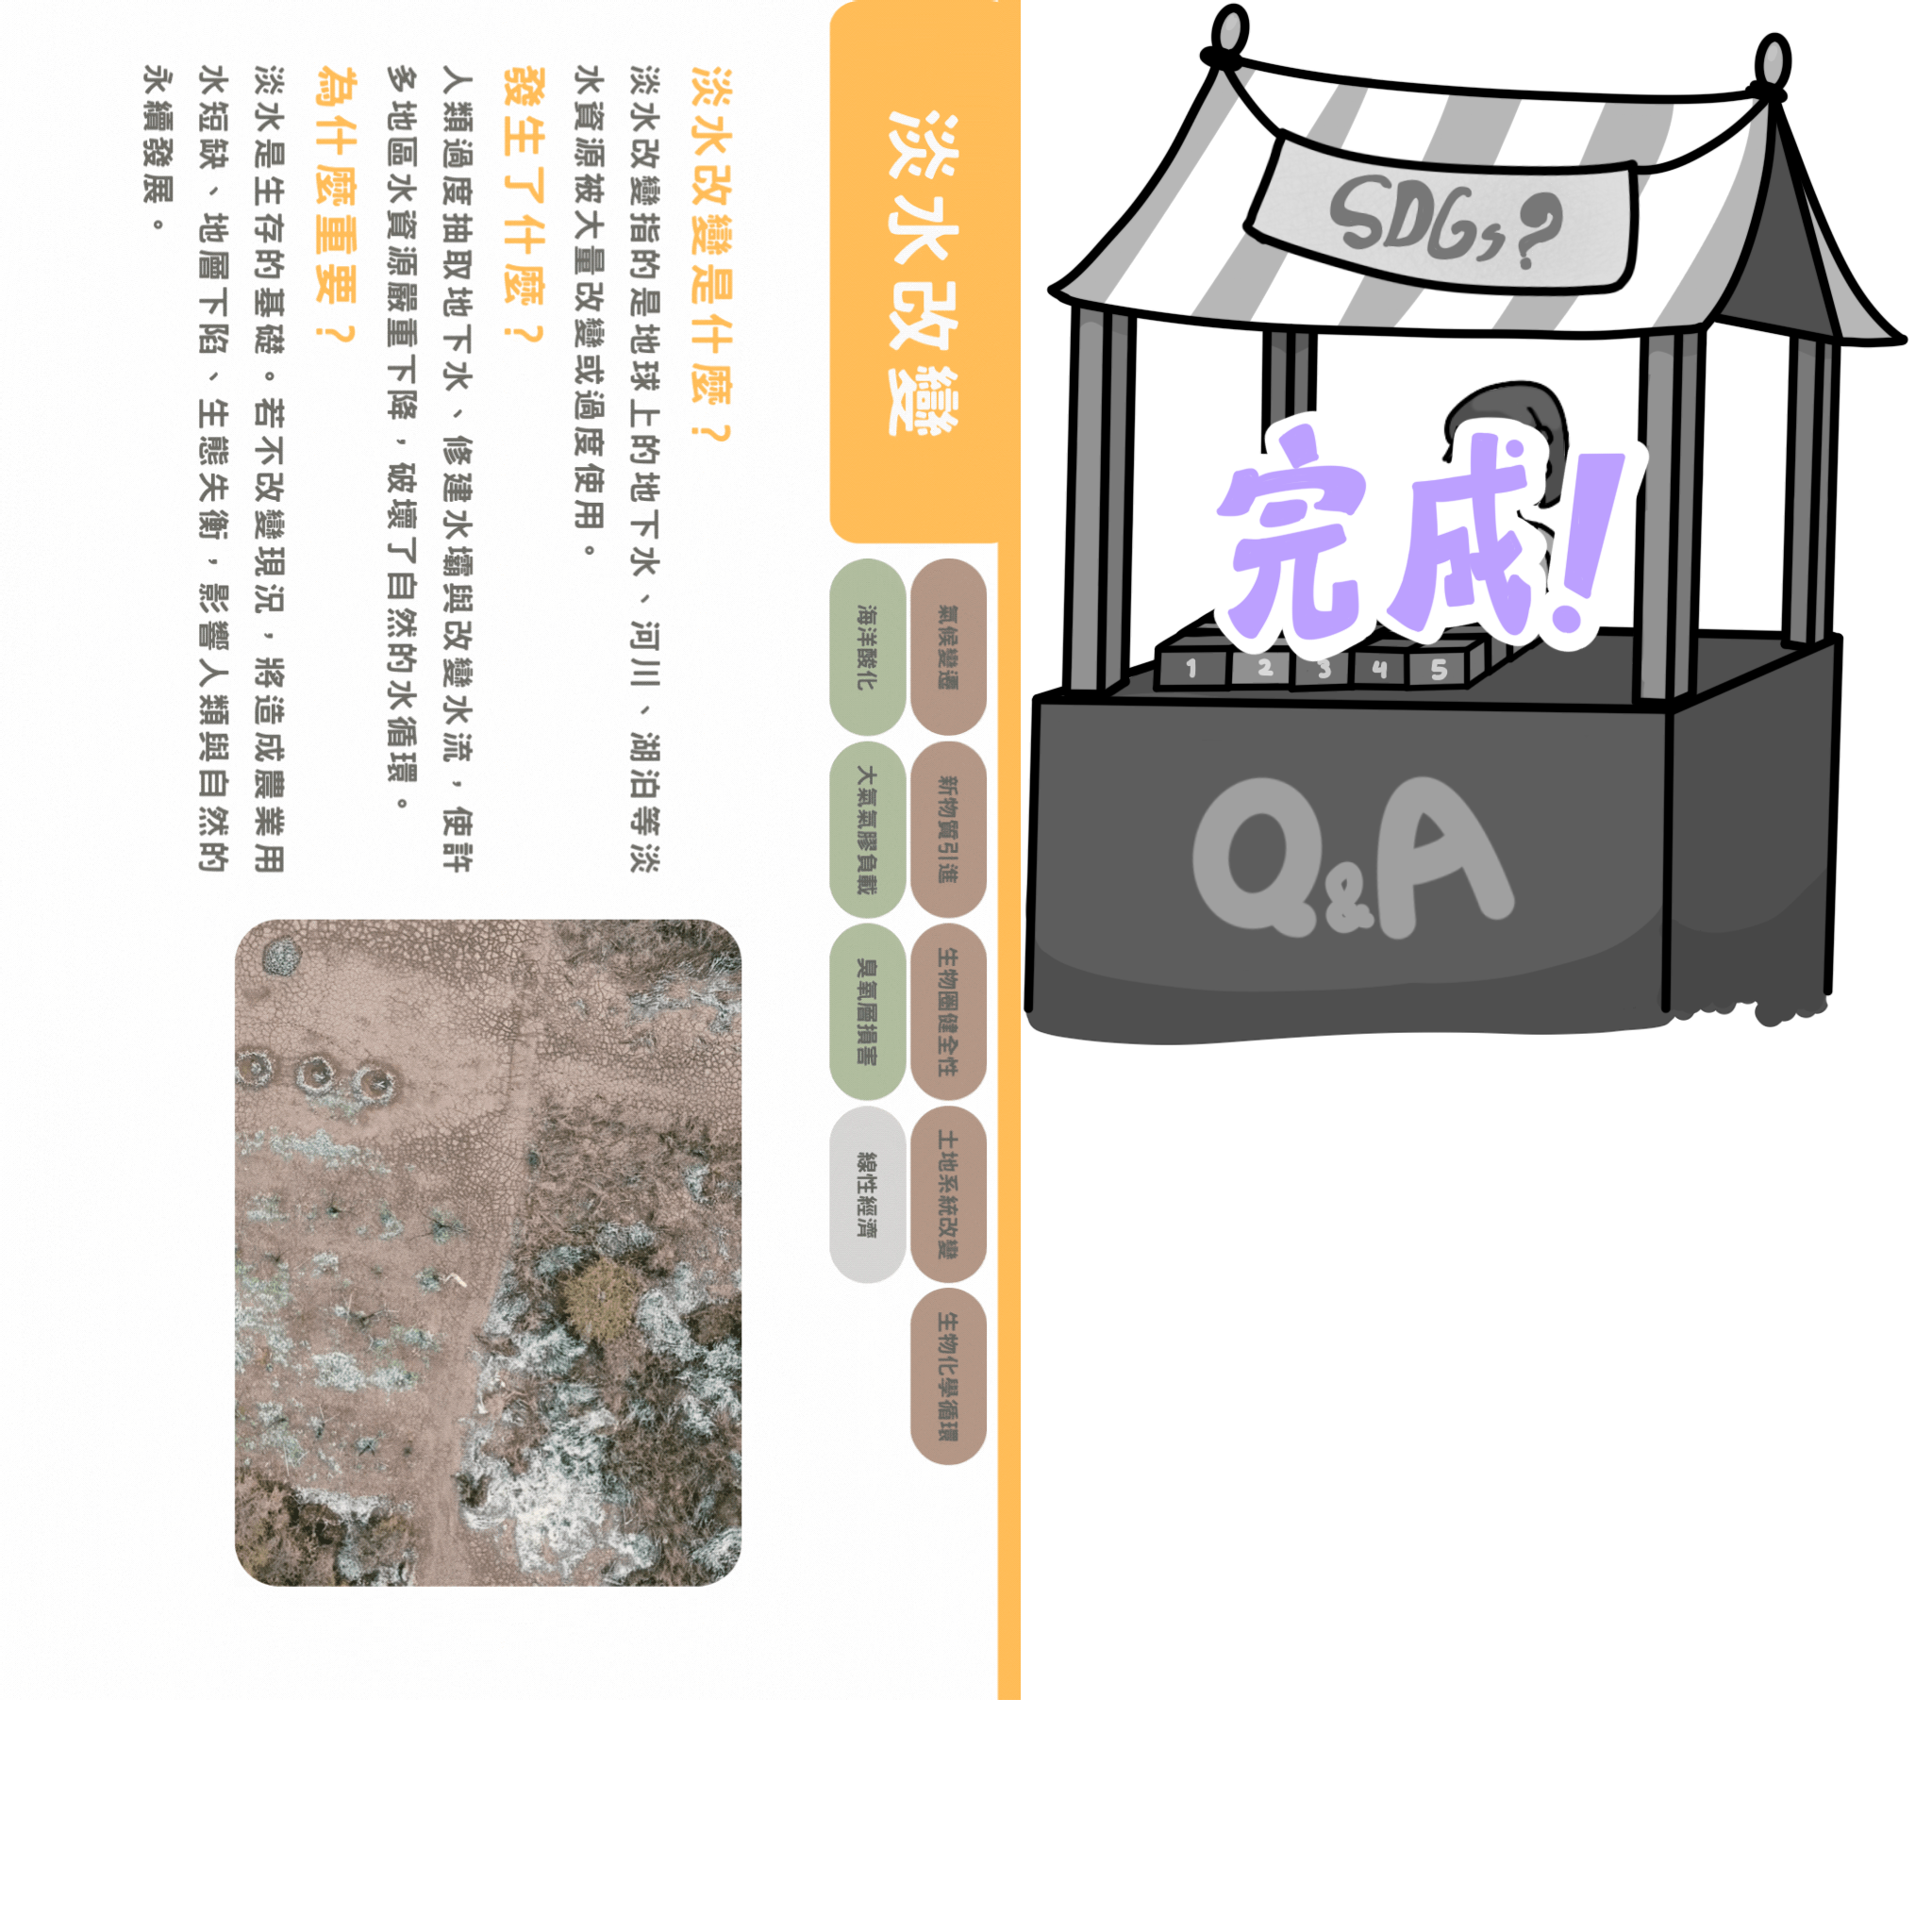 淡水改變
氣候變遷
新物質引進
生物圈健全性
土地系統改變
生物化學循環
海洋酸化
大氣氣膠負載
臭氧層損害
線性經濟
淡水改變是什麼？
淡水改變指的是地球上的地下水、河川、湖泊等淡
水資源被大量改變或過度使用。
發生了什麼？
人類過度抽取地下水、修建水壩與改變水流，使許
多地區水資源嚴重下降，破壞了自然的水循環。
為什麼重要？
淡水是生存的基礎。若不改變現況，將造成農業用
水短缺、地層下陷、生態失衡，影響人類與自然的
永續發展。
SDGs?
完成!
1 2 3 4 5
Q&A